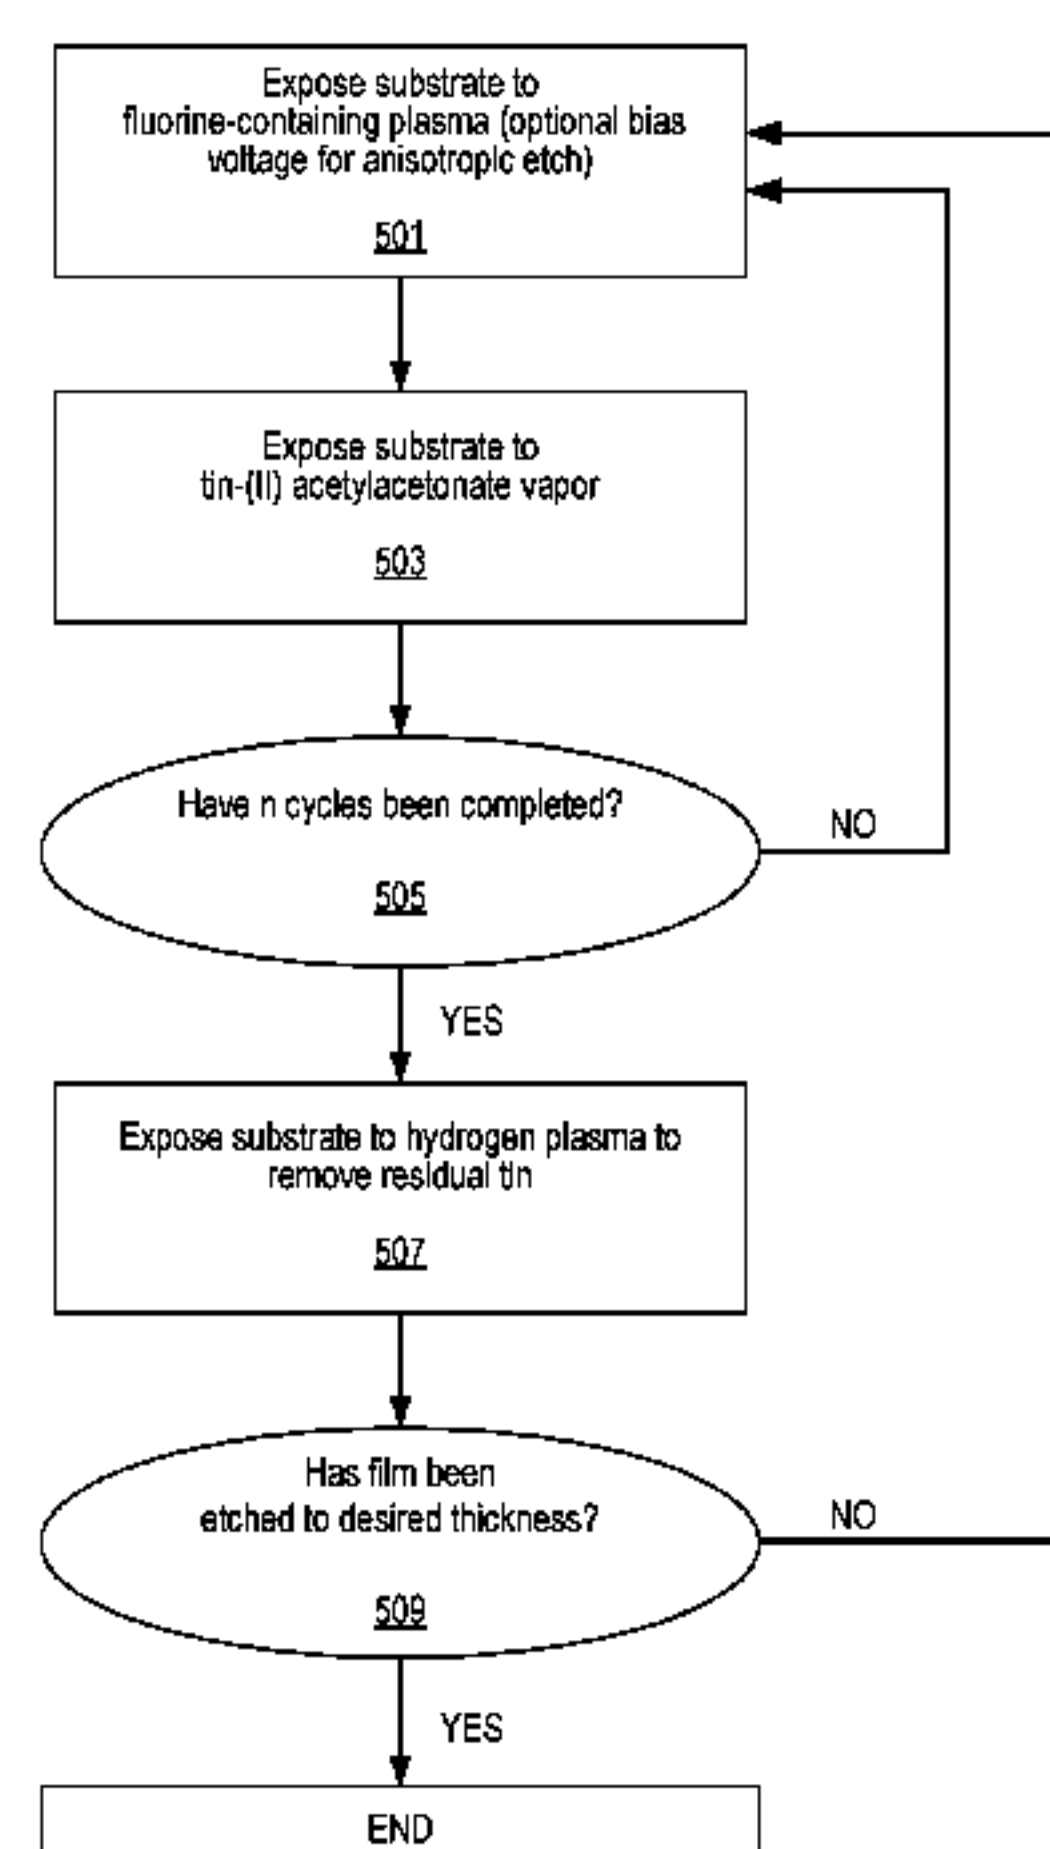 Expose substrate to
fluorine-containing plasma (optional bias
voltage for anisotropic etch)
501
Expose substrate to
tin-(II) acetylacetonate vapor
503
Have n cycles been completed?
NO
505
YES
Expose substrate to hydrogen plasma to
remove residual tin
507
Has film been
etched to desired thickness?
NO
509
YES
END